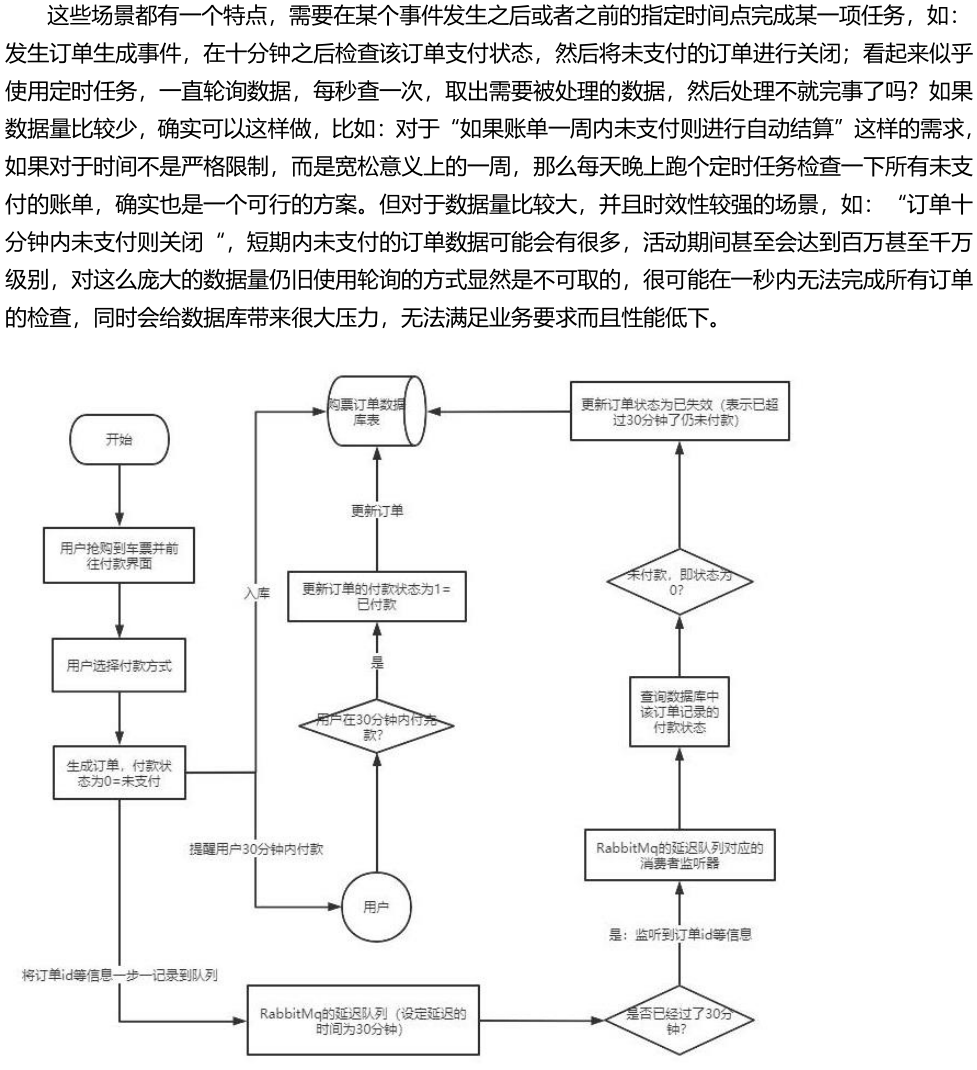 这些场景都有一个特点，需要在某个事件发生之后或者之前的指定时间点完成某一项任务，如：
发生订单生成事件，在十分钟之后检查该订单支付状态，然后将未支付的订单进行关闭；看起来似乎
使用定时任务，一直轮询数据，每秒查一次，取出需要被处理的数据，然后处理不就完事了吗？如果
数据量比较少，确实可以这样做，比如：对于“如果账单一周内未支付则进行自动结算”这样的需求，
如果对于时间不是严格限制，而是宽松意义上的一周，那么每天晚上跑个定时任务检查一下所有未支
付的账单，确实也是一个可行的方案。但对于数据量比较大，并且时效性较强的场景，如：“订单十
分钟内未支付则关闭“，短期内未支付的订单数据可能会有很多，活动期间甚至会达到百万甚至千万
级别，对这么庞大的数据量仍旧使用轮询的方式显然是不可取的，很可能在一秒内无法完成所有订单
的检查，同时会给数据库带来很大压力，无法满足业务要求而且性能低下。
开始
用户抢购到车票并前
往付款界面
用户选择付款方式
生成订单，付款状
态为0=未支付
入库
提醒用户30分钟内付款
将订单id等信息一步一记录到队列
购票订单数据
库表
更新订单
更新订单的付款状态为1=
已付款
是
用户在30分钟内付完
款？
用户
RabbitMq的延迟队列（设定延迟的
时间为30分钟）
是否已经过了30分
钟？
是：监听到订单id等信息
RabbitMq的延迟队列对应的
消费者监听器
查询数据库中
该订单记录的
付款状态
未付款，即状态为
0？
更新订单状态为已失效（表示已超
过30分钟了仍未付款）